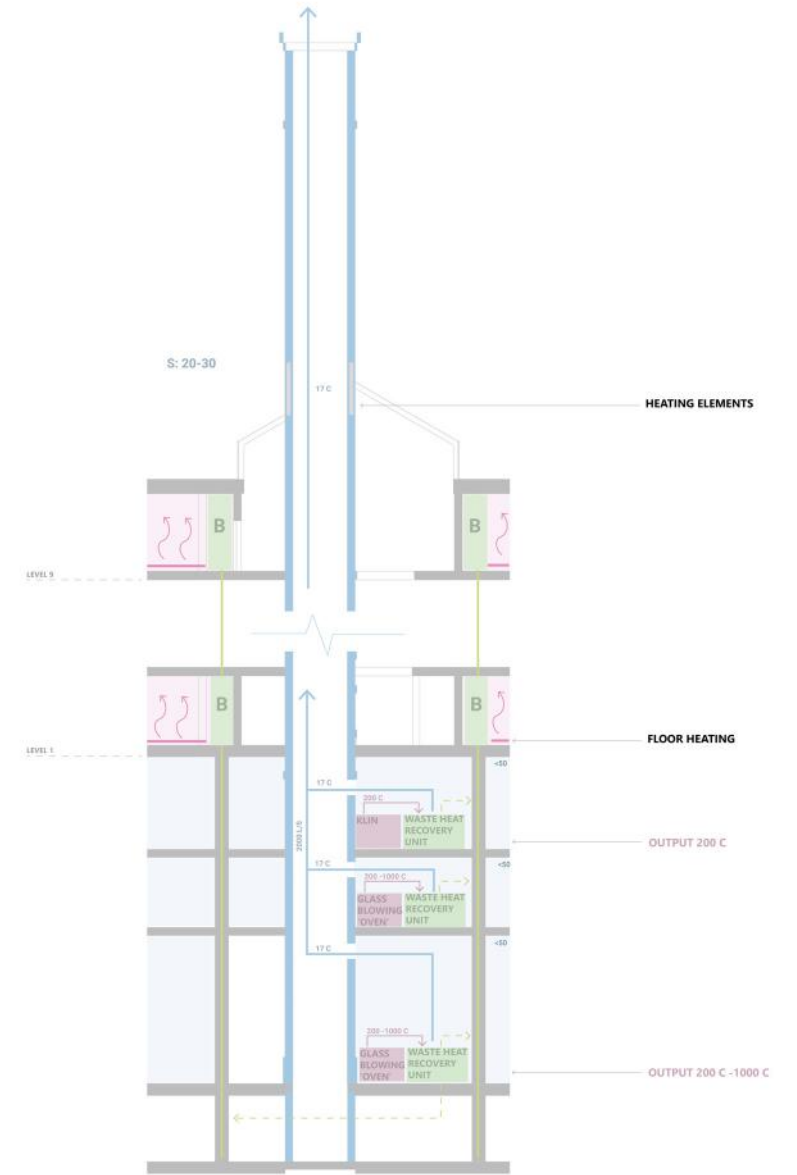 S: 20-30
17 C
HEATING ELEMENTS
B
B
LEVEL 9
B
B
FLOOR HEATING
LEVEL 1
<50
17 C
200 C
KLIN
WASTE HEAT
RECOVERY
UNIT
2000 L/S
OUTPUT 200 C
<50
17 C
200 -1000 C
GLASS
BLOWING
'OVEN'
WASTE HEAT
RECOVERY
UNIT
<50
17 C
200 -1000 C
GLASS
BLOWING
'OVEN'
WASTE HEAT
RECOVERY
UNIT
OUTPUT 200 C -1000 C